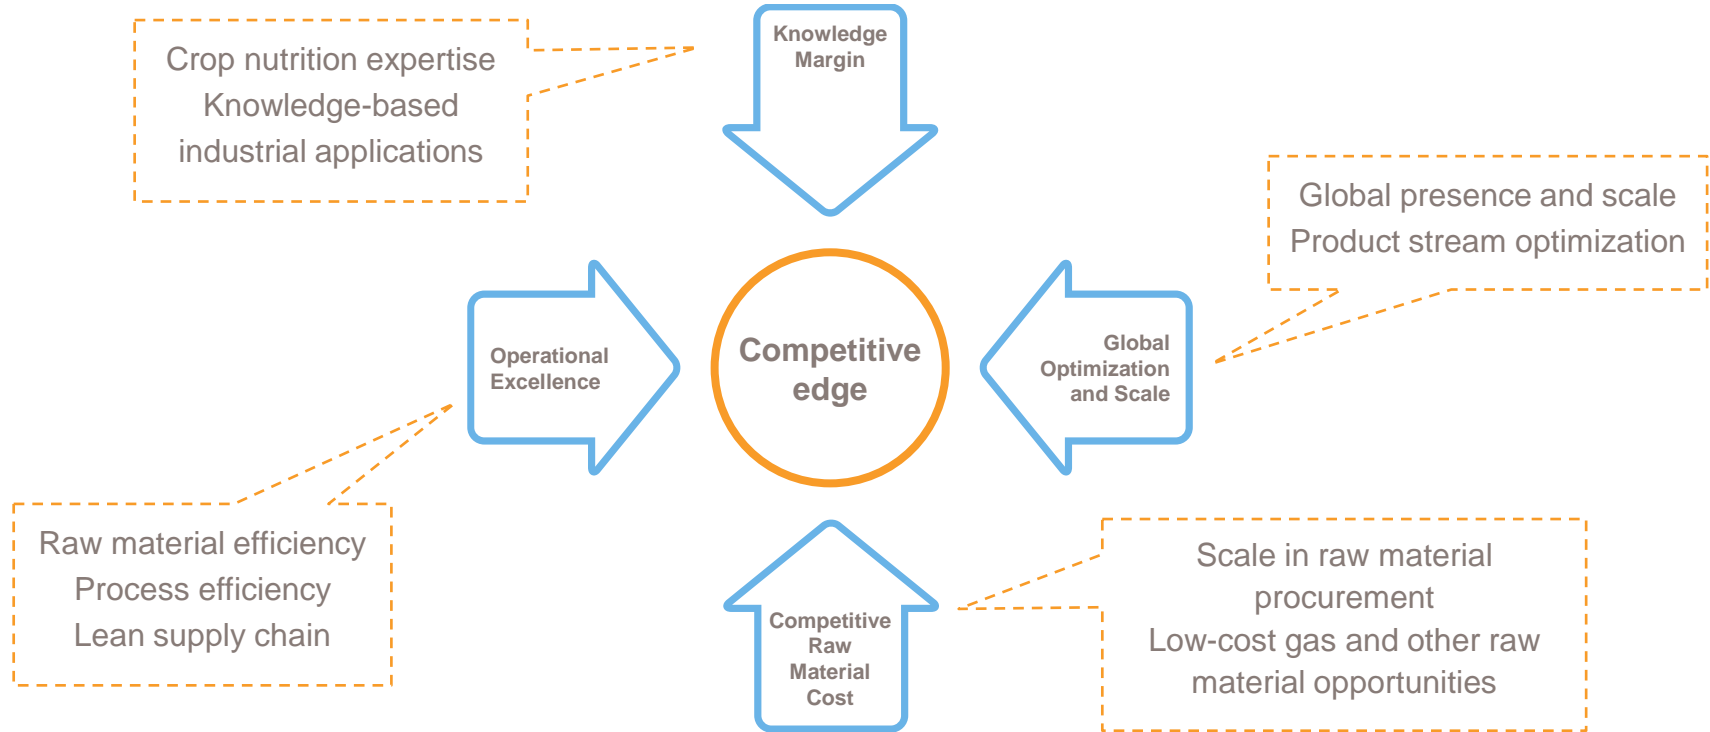 Crop nutrition expertise
Knowledge-based
industrial applications
Knowledge
Margin
Global presence and scale
Product stream optimization
Operational
Excellence
Competitive
edge
Global
Optimization
and Scale
Raw material efficiency
Process efficiency
Lean supply chain
Competitive
Raw
Material
Cost
Scale in raw material
procurement
Low-cost gas and other raw
material opportunities